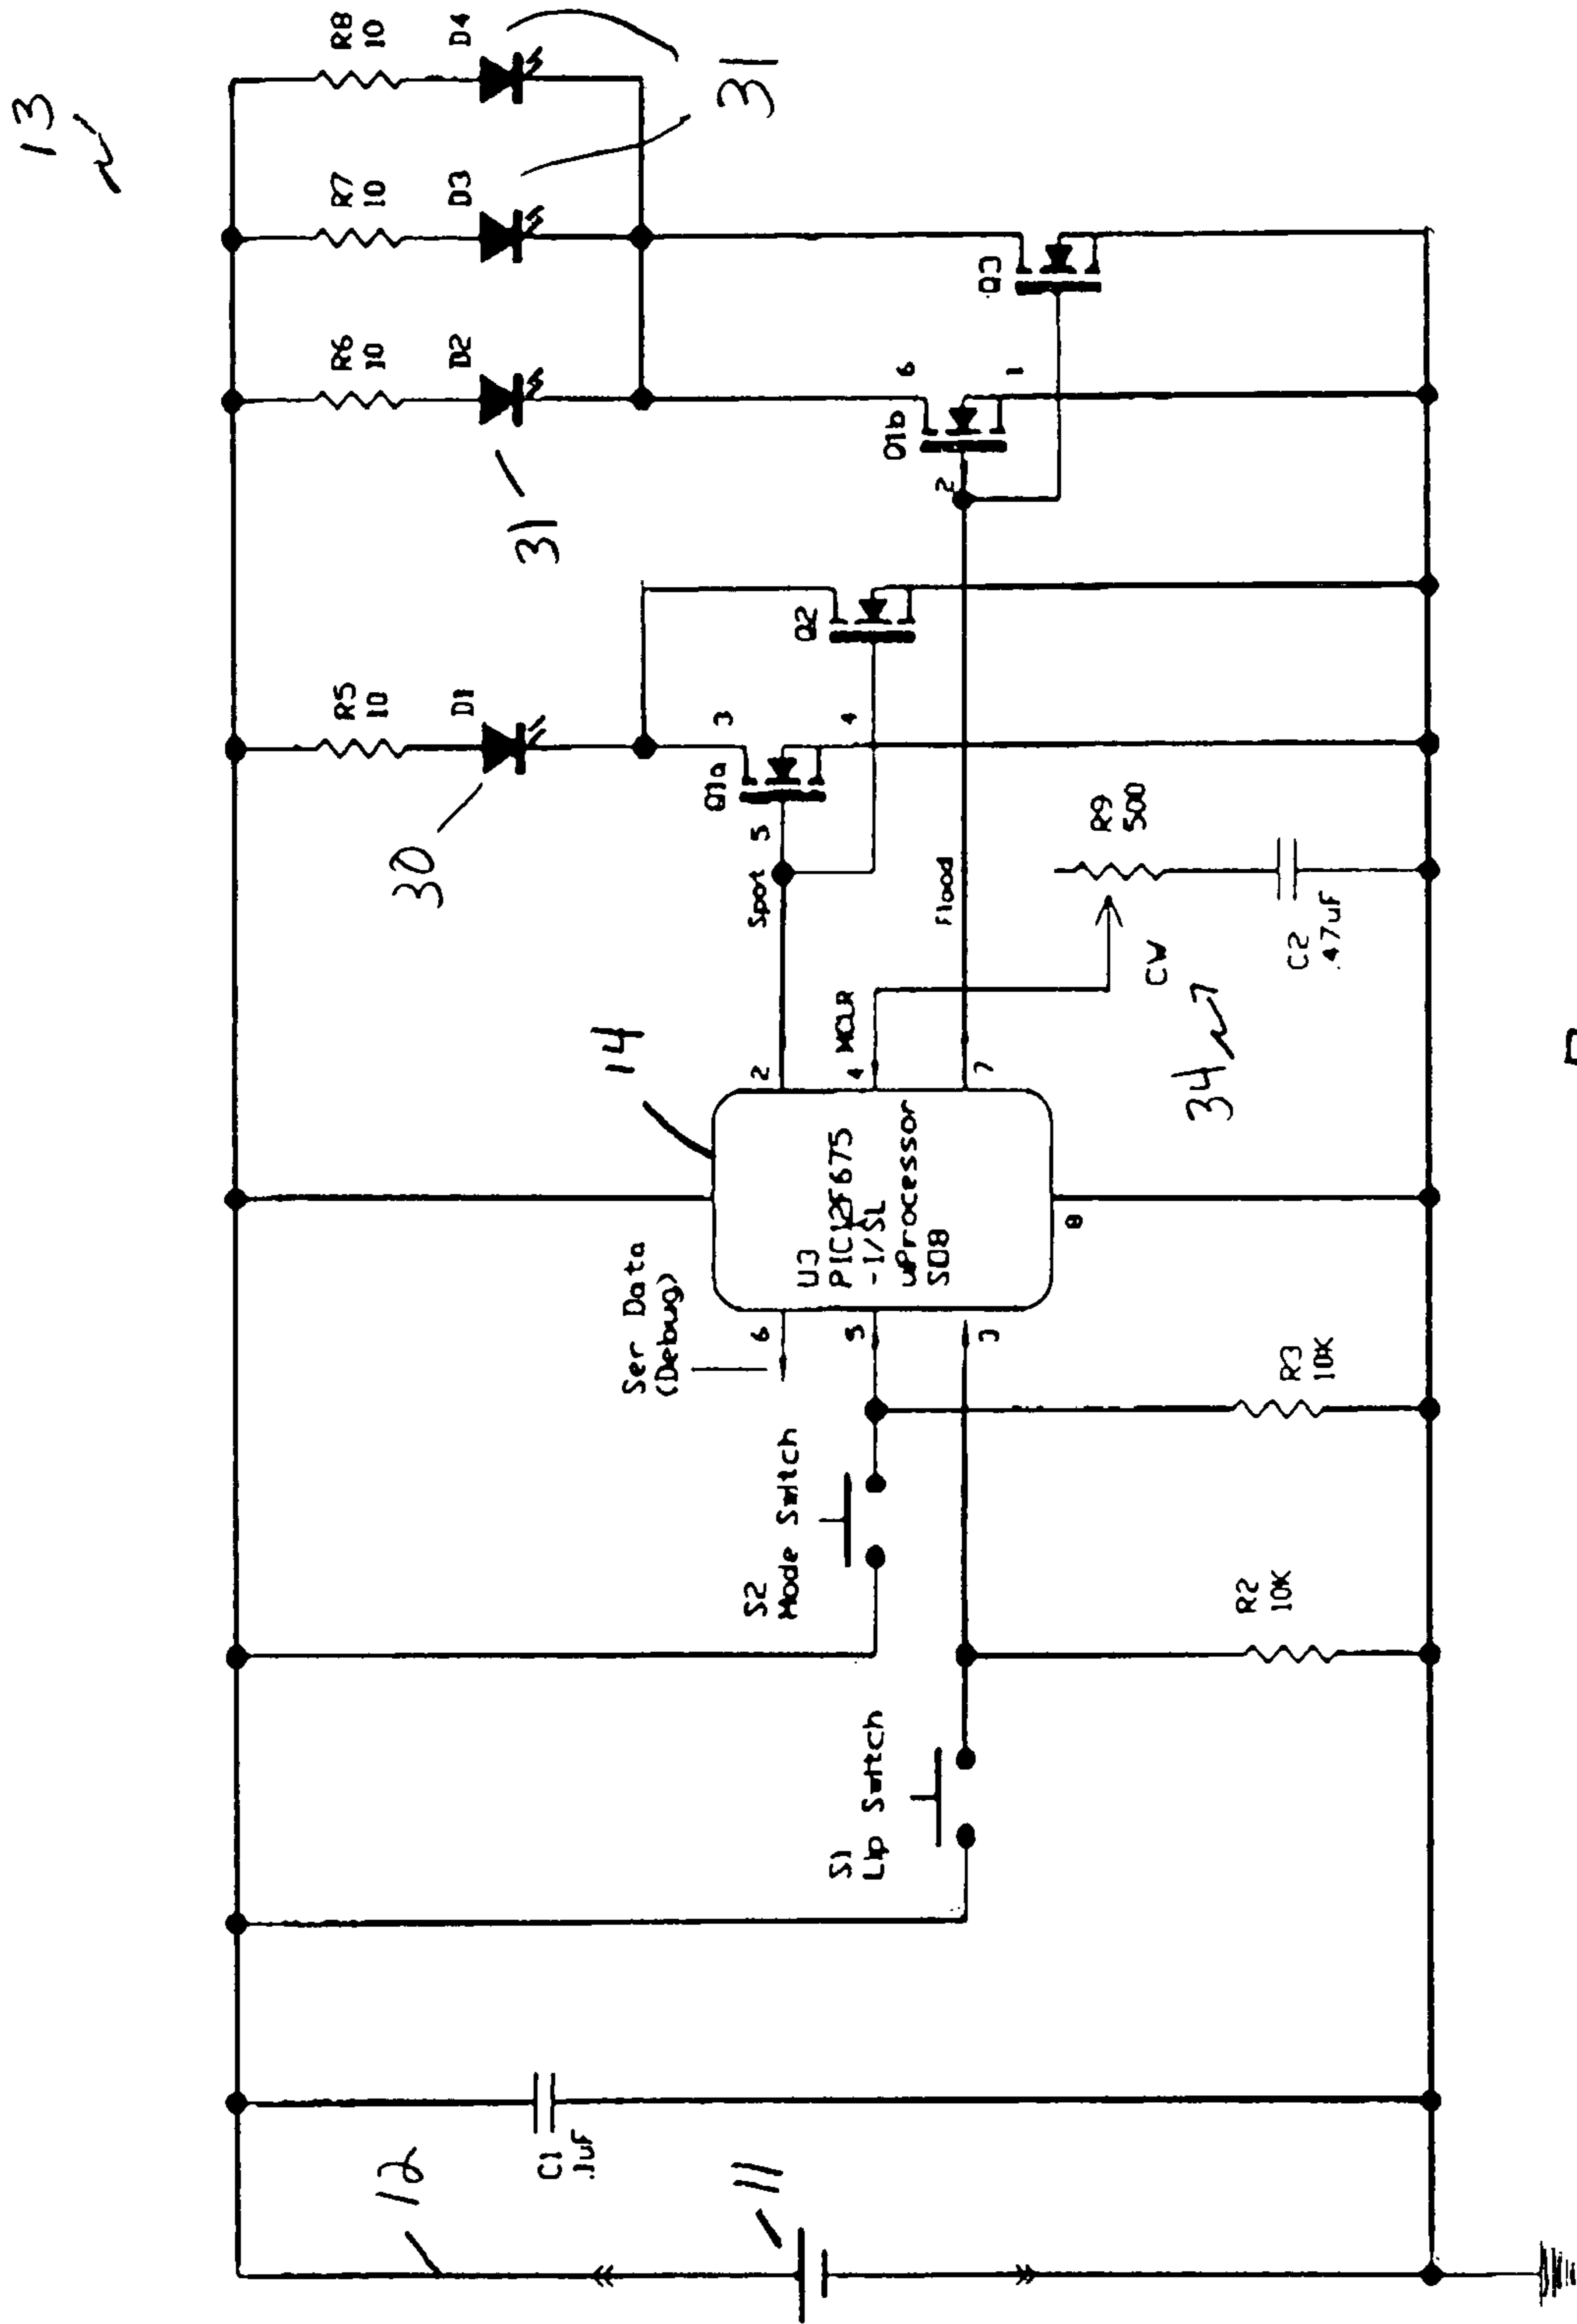 13
12
11
C1
.1uF
S1
Lip Switch
S2
Mode Switch
R2
10K
R3
10K
Ser Data
(Debug)
6
5
3
14
U3
PIC12F675
-I/SL
uProcessor
SO8
8
2
4
MCLR
7
34
CW
R9
500
C2
.47uF
Spot
Flood
30
R5
10
D1
Q1a
5
3
4
Q2
31
R6
10
D2
Q1b
2
6
1
Q3
R7
10
D3
R8
10
D4
31